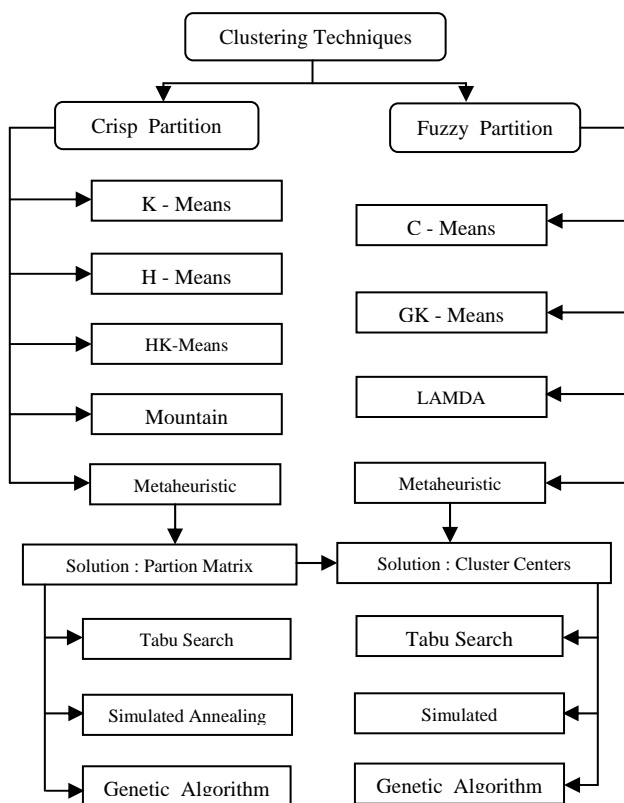 Clustering Techniques
Crisp Partition
Fuzzy Partition
K - Means
C - Means
H - Means
GK - Means
HK-Means
LAMDA
Mountain
Metaheuristic
Metaheuristic
Solution : Partion Matrix
Solution : Cluster Centers
Tabu Search
Tabu Search
Simulated Annealing
Simulated
Genetic Algorithm
Genetic Algorithm